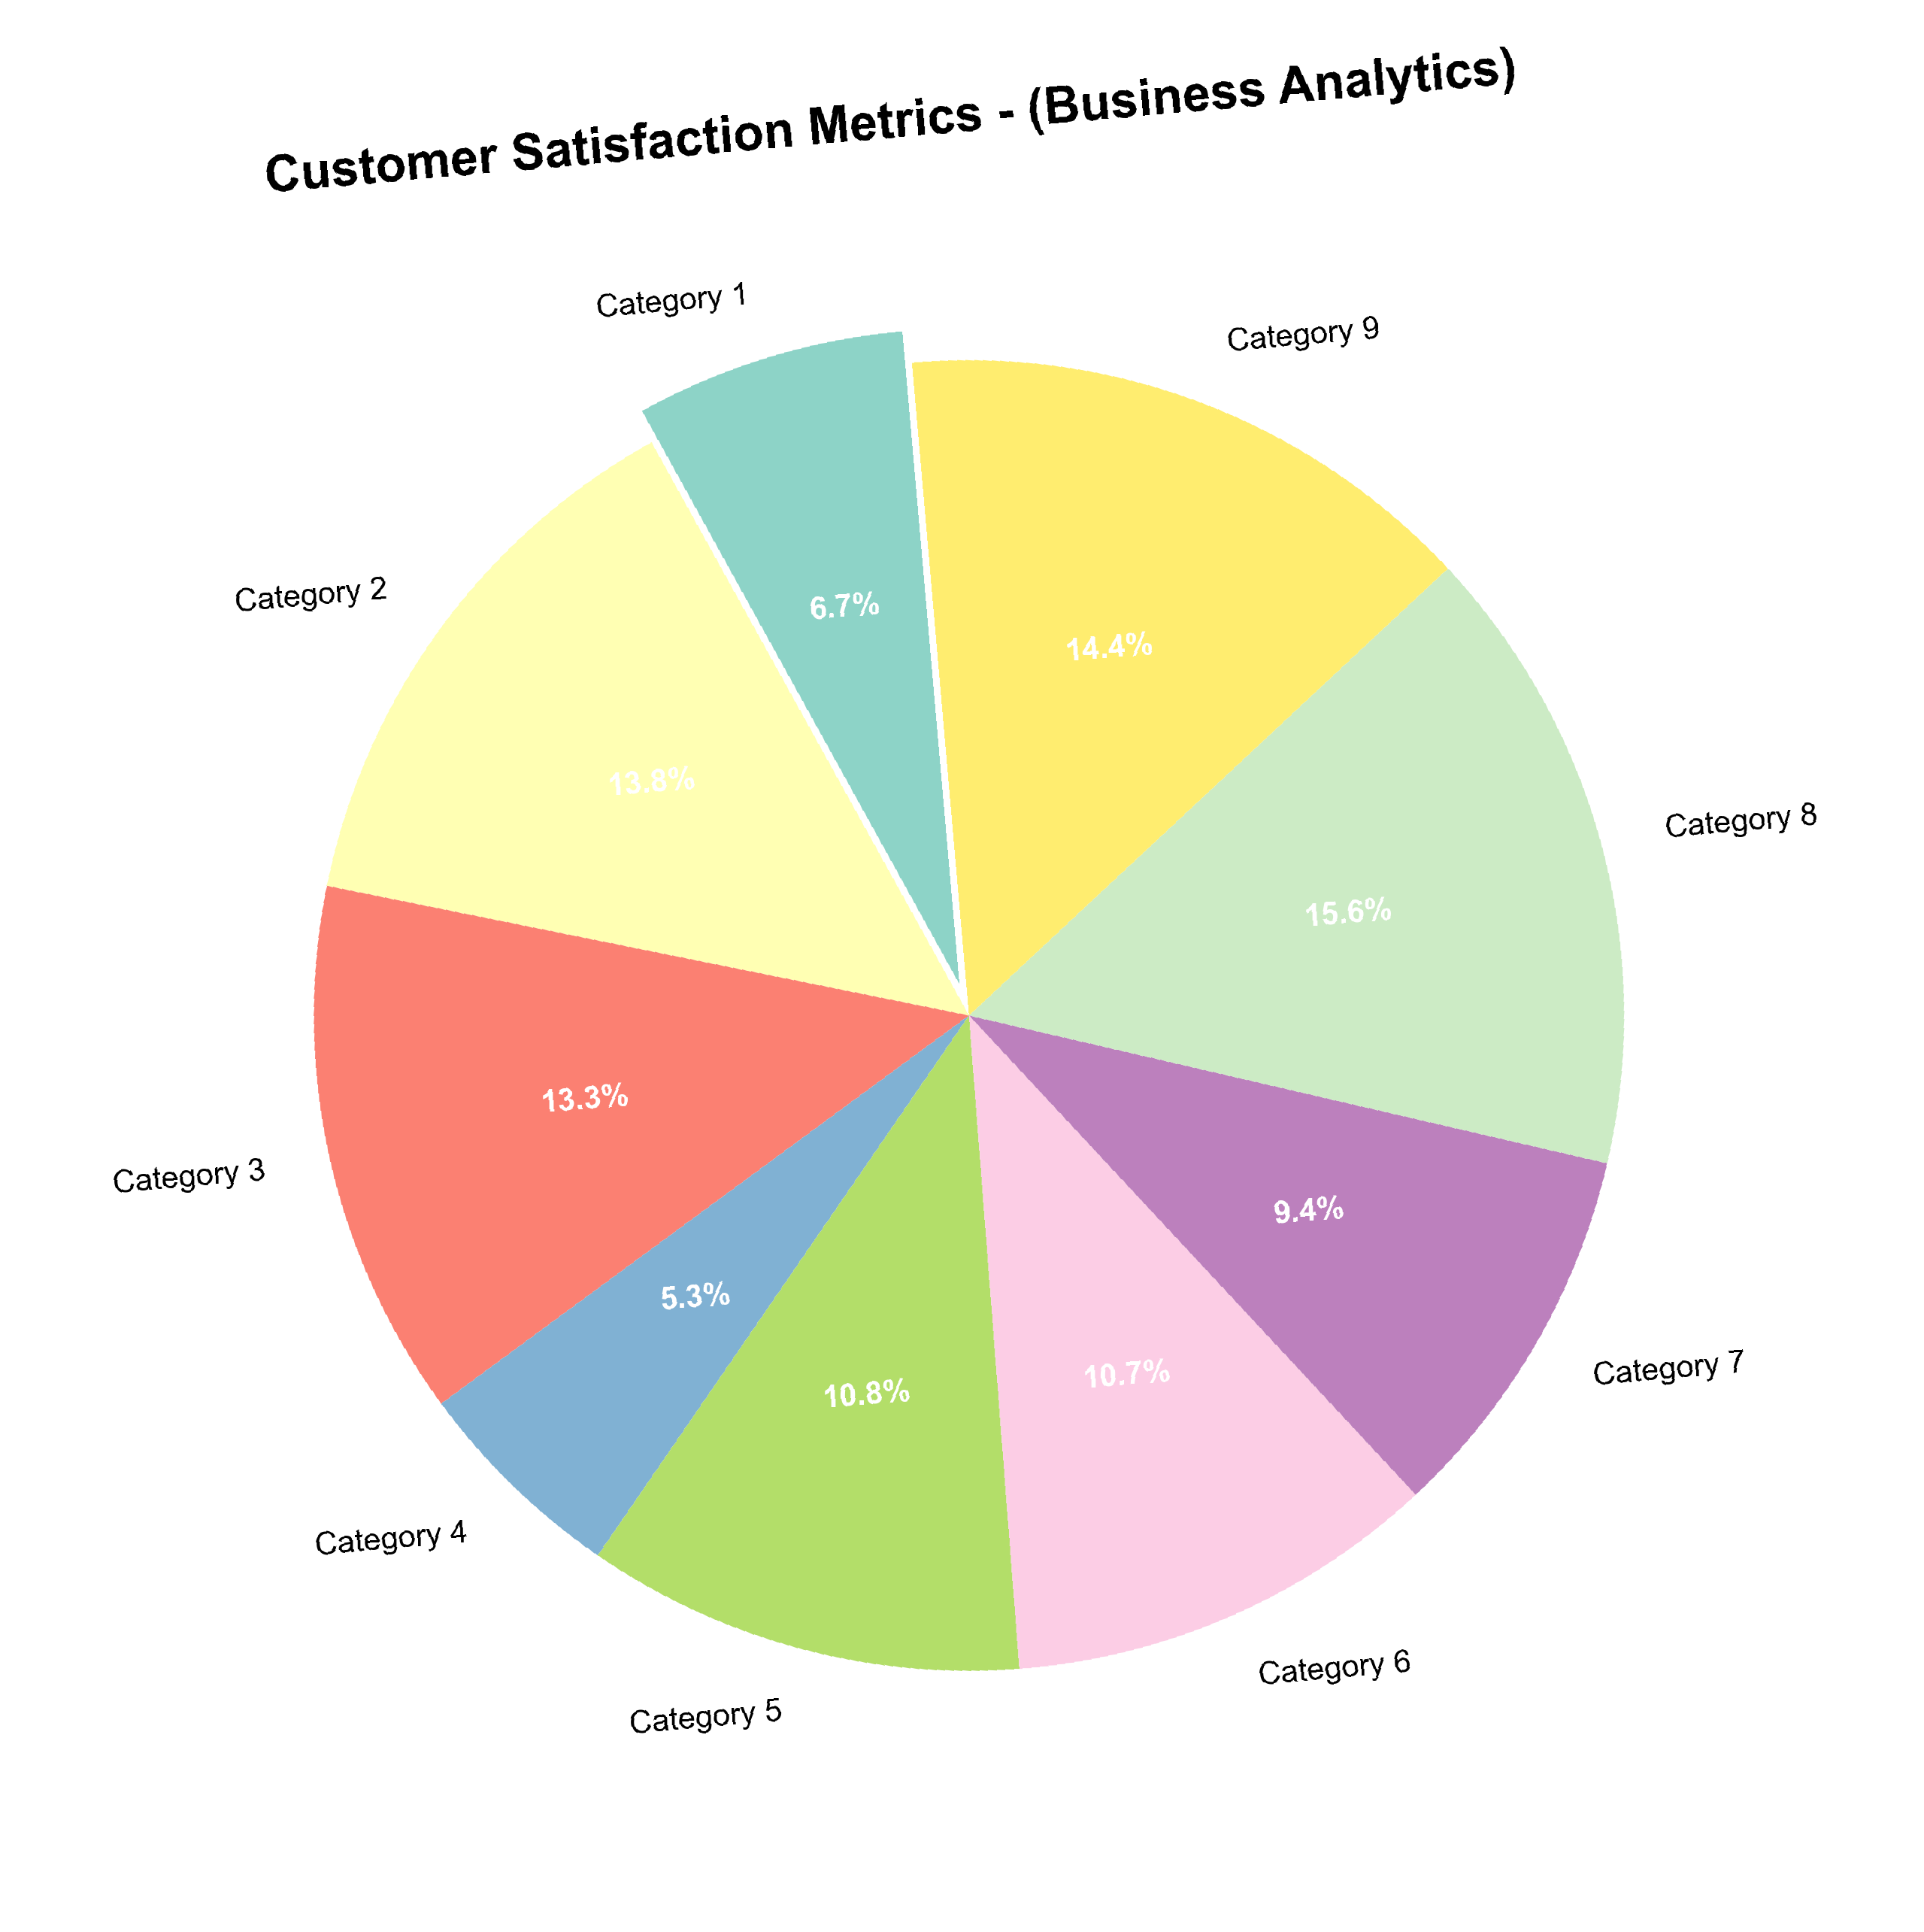 Customer Satisfaction Metrics - (Business Analytics)
Category 1
6.7%
Category 2
13.8%
Category 3
13.3%
Category 4
5.3%
Category 5
10.8%
Category 6
10.7%
Category 7
9.4%
Category 8
15.6%
Category 9
14.4%